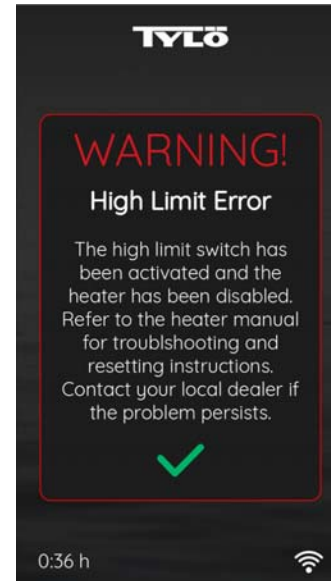 TYLÖ
WARNING!
High Limit Error
The high limit switch has
been activated and the
heater has been disabled.
Refer to the heater manual
for troublshooting and
resetting instructions.
Contact your local dealer if
the problem persists.
0:36 h